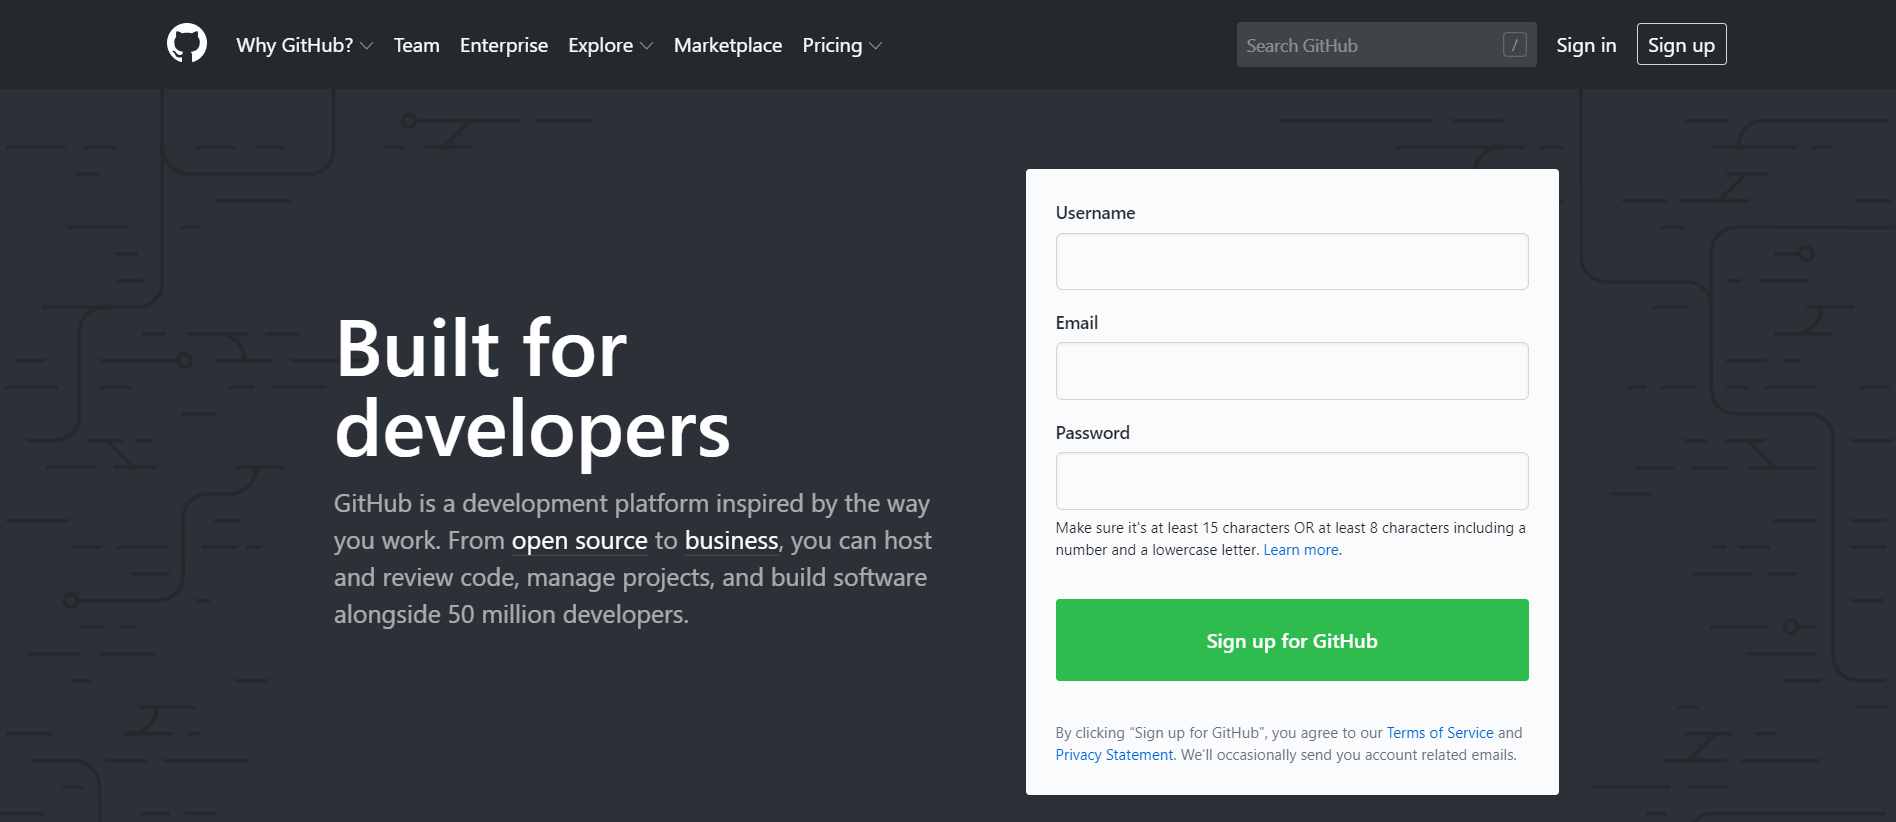 Why GitHub? Team Enterprise Explore Marketplace Pricing Search GitHub / Sign in Sign up
Built for
developers
GitHub is a development platform inspired by the way
you work. From open source to business, you can host
and review code, manage projects, and build software
alongside 50 million developers.
Username
Email
Password
Make sure it's at least 15 characters OR at least 8 characters including a
number and a lowercase letter. Learn more.
Sign up for GitHub
By clicking “Sign up for GitHub”, you agree to our Terms of Service and
Privacy Statement. We’ll occasionally send you account related emails.